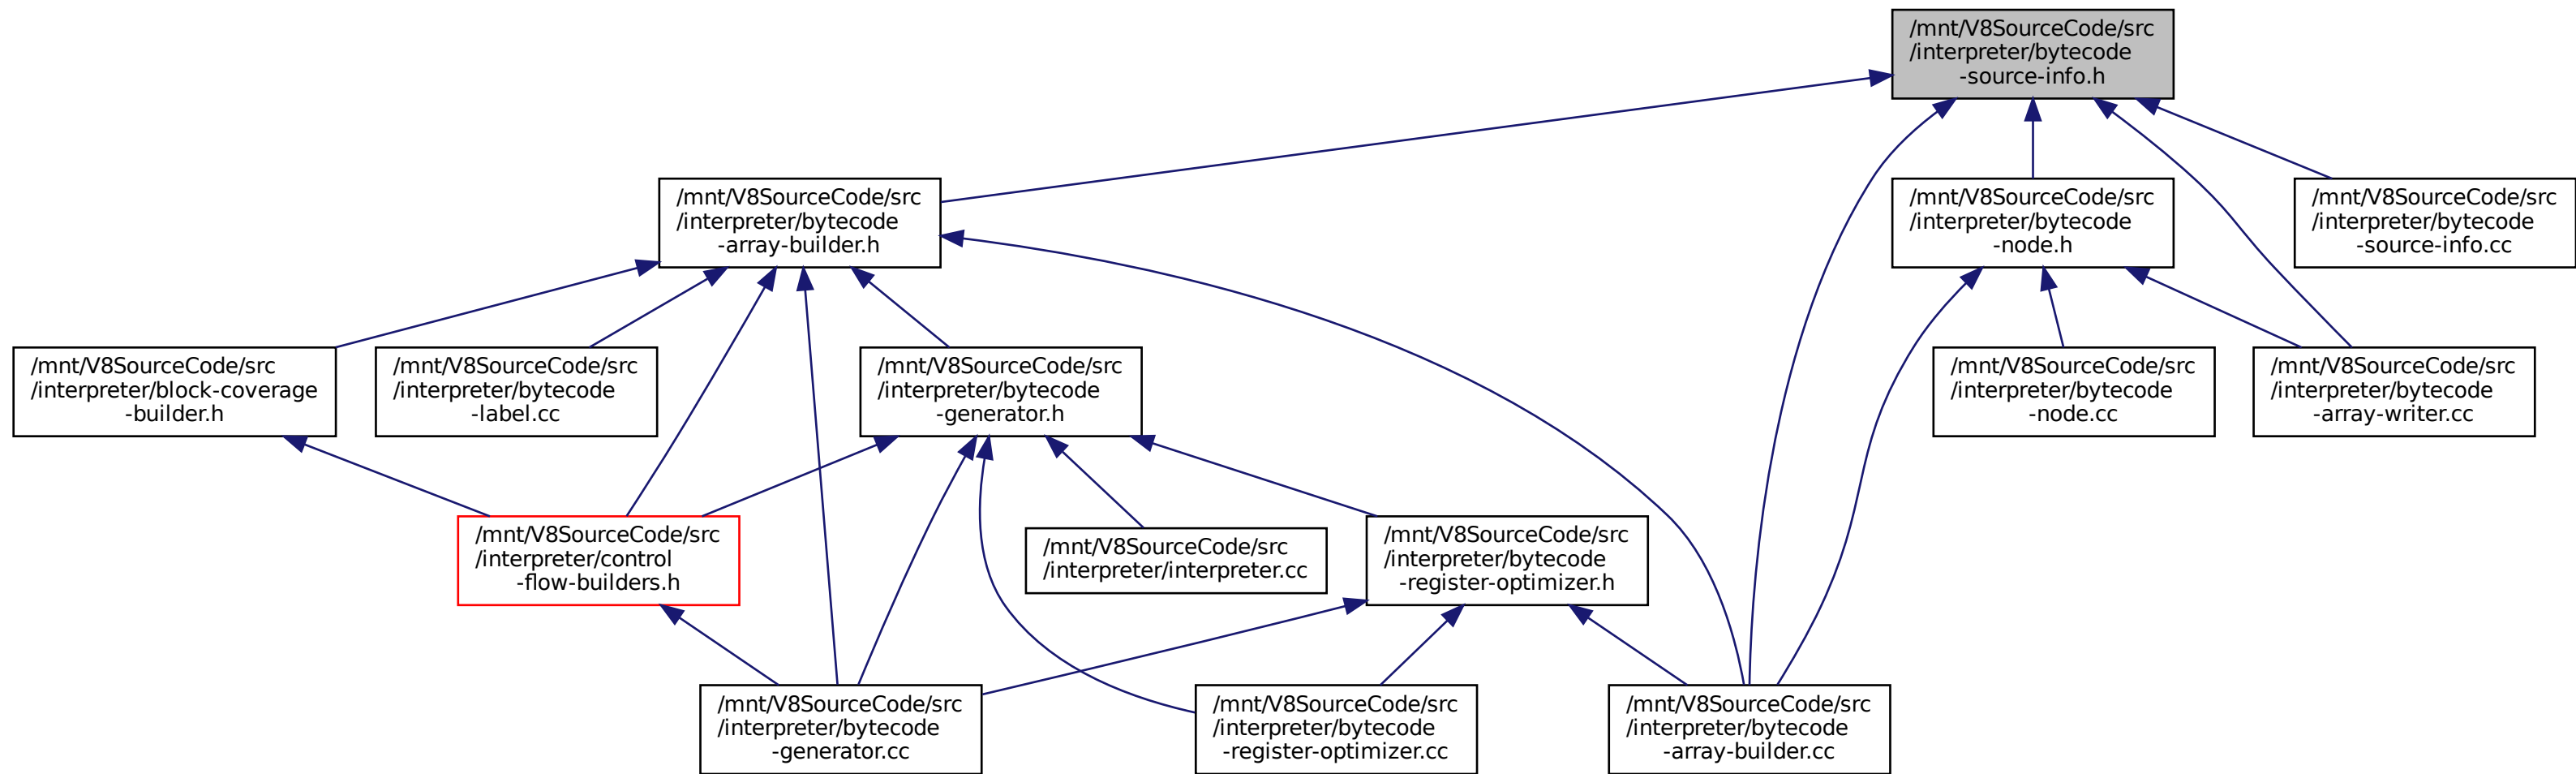 /mnt/V8SourceCode/src
/interpreter/bytecode
-source-info.h
/mnt/V8SourceCode/src
/interpreter/bytecode
-array-builder.h
/mnt/V8SourceCode/src
/interpreter/bytecode
-node.h
/mnt/V8SourceCode/src
/interpreter/bytecode
-source-info.cc
/mnt/V8SourceCode/src
/interpreter/block-coverage
-builder.h
/mnt/V8SourceCode/src
/interpreter/bytecode
-label.cc
/mnt/V8SourceCode/src
/interpreter/bytecode
-generator.h
/mnt/V8SourceCode/src
/interpreter/bytecode
-node.cc
/mnt/V8SourceCode/src
/interpreter/bytecode
-array-writer.cc
/mnt/V8SourceCode/src
/interpreter/control
-flow-builders.h
/mnt/V8SourceCode/src
/interpreter/interpreter.cc
/mnt/V8SourceCode/src
/interpreter/bytecode
-register-optimizer.h
/mnt/V8SourceCode/src
/interpreter/bytecode
-generator.cc
/mnt/V8SourceCode/src
/interpreter/bytecode
-register-optimizer.cc
/mnt/V8SourceCode/src
/interpreter/bytecode
-array-builder.cc